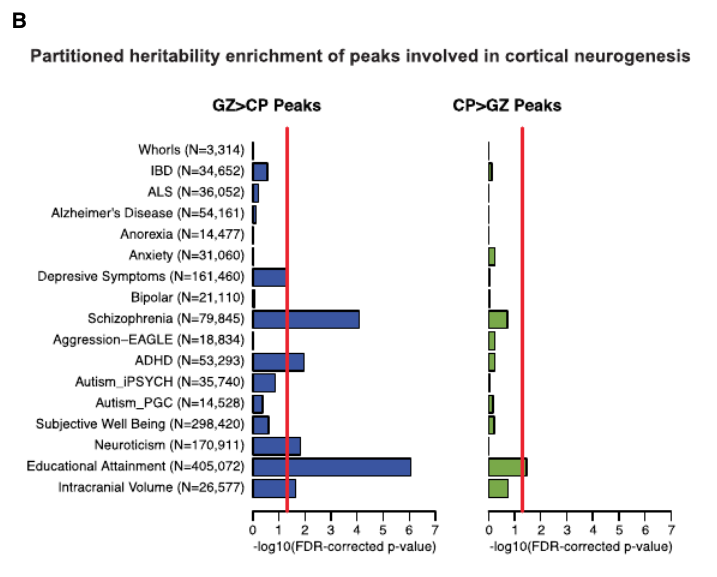 B
Partitioned heritability enrichment of peaks involved in cortical neurogenesis
GZ>CP Peaks
CP>GZ Peaks
Whorls (N=3,314)
IBD (N=34,652)
ALS (N=36,052)
Alzheimer's Disease (N=54,161)
Anorexia (N=14,477)
Anxiety (N=31,060)
Depresive Symptoms (N=161,460)
Bipolar (N=21,110)
Schizophrenia (N=79,845)
Aggression−EAGLE (N=18,834)
ADHD (N=53,293)
Autism_iPSYCH (N=35,740)
Autism_PGC (N=14,528)
Subjective Well Being (N=298,420)
Neuroticism (N=170,911)
Educational Attainment (N=405,072)
Intracranial Volume (N=26,577)
0 1 2 3 4 5 6 7
-log10(FDR-corrected p-value)
0 1 2 3 4 5 6 7
-log10(FDR-corrected p-value)